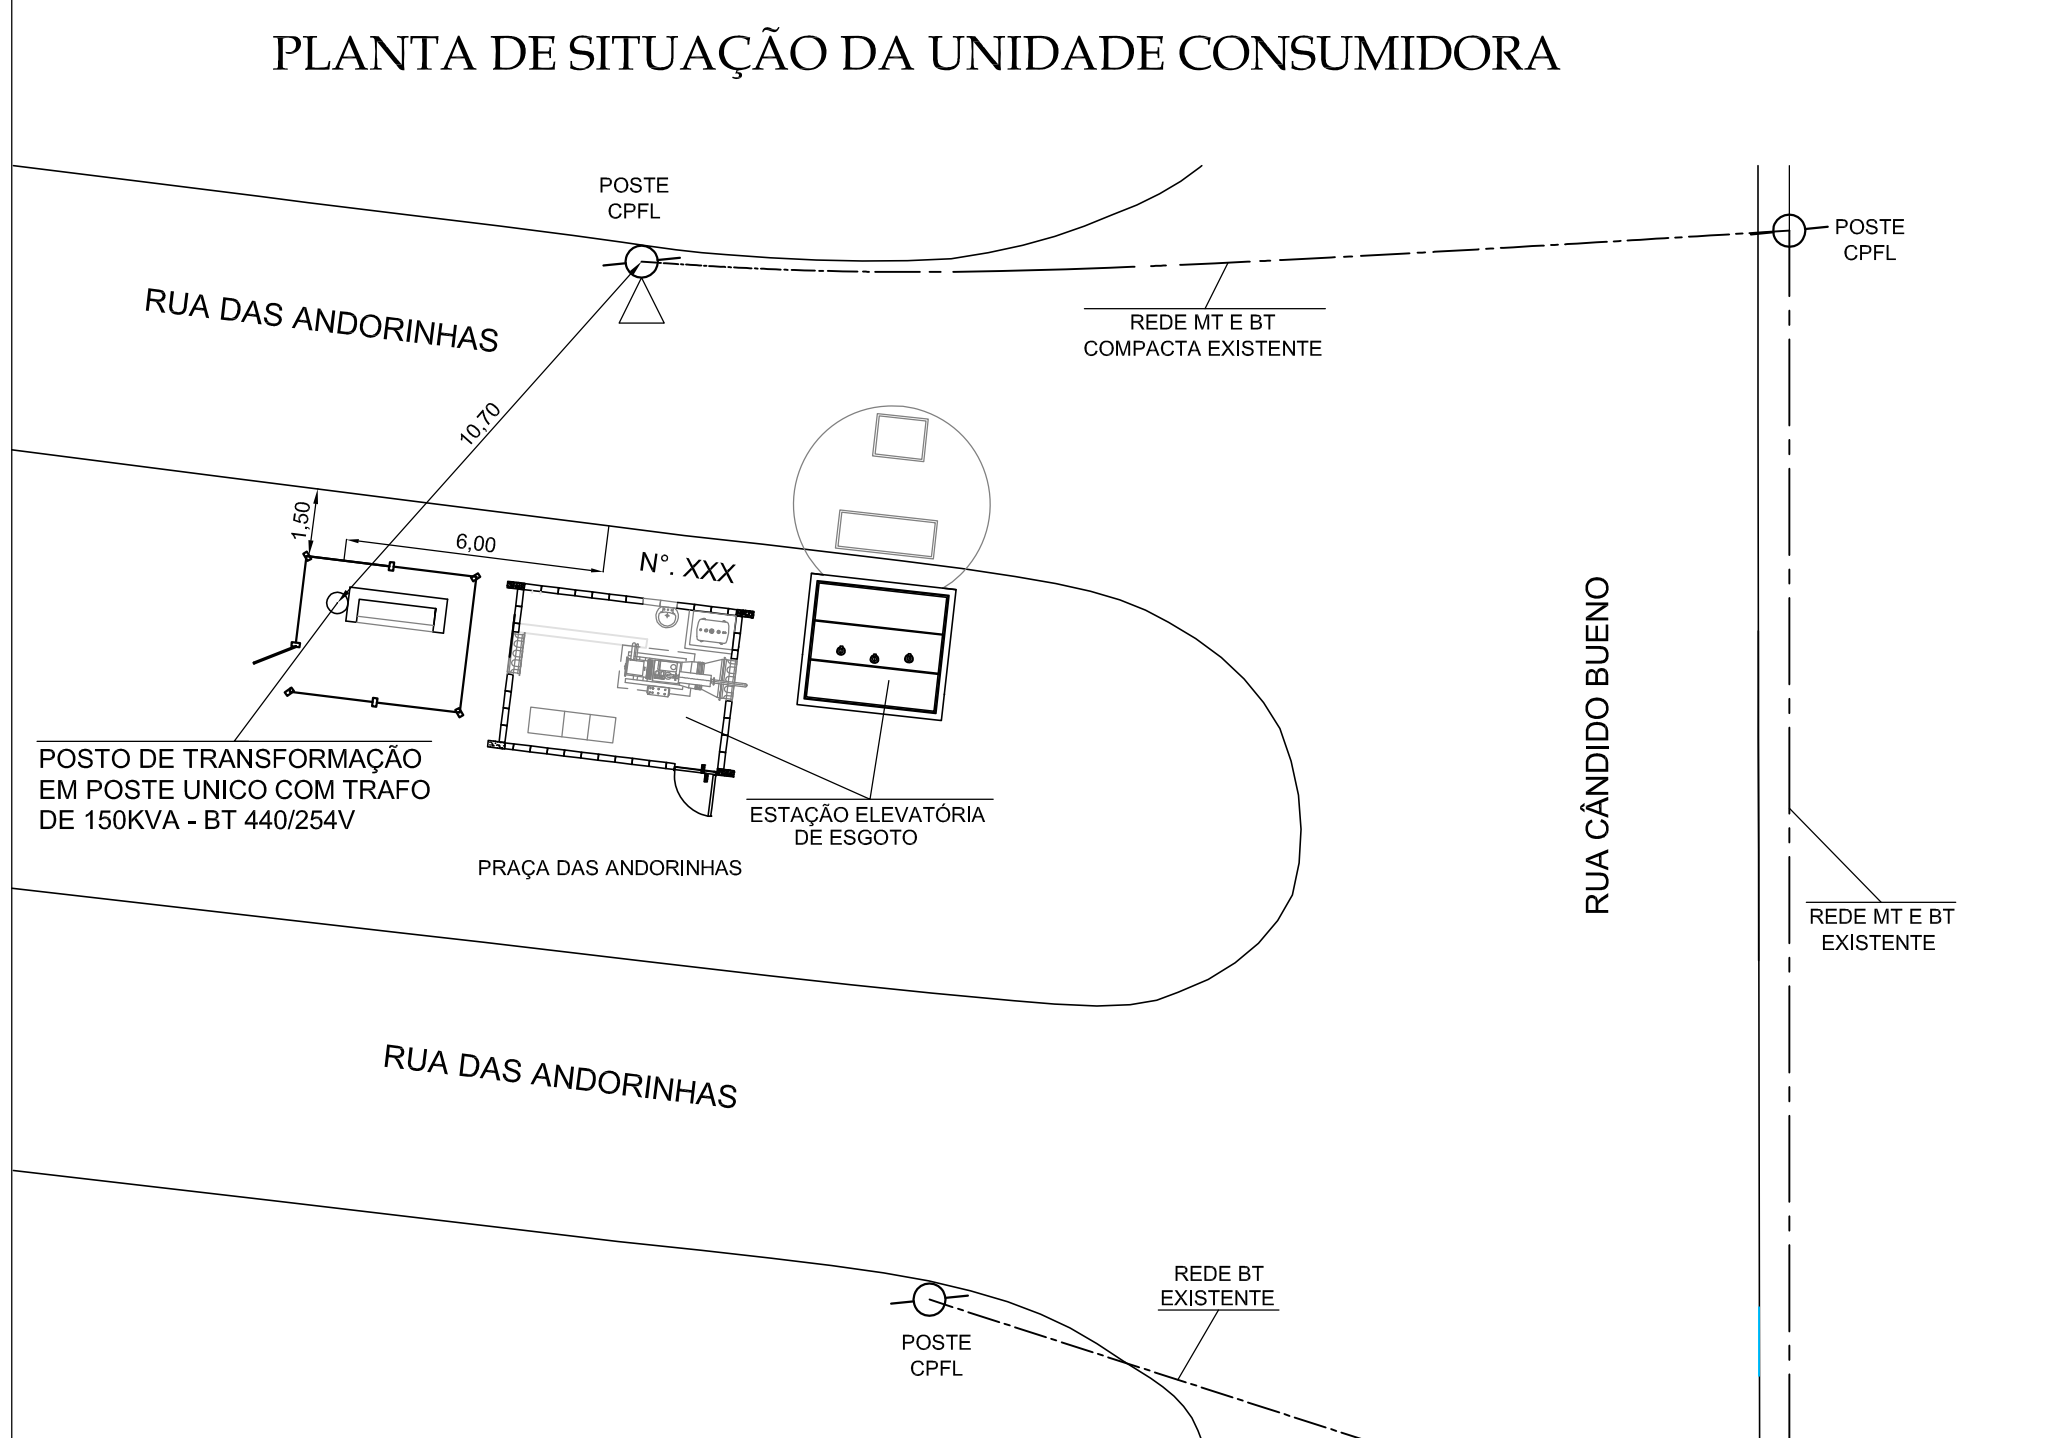 PLANTA DE SITUAÇÃO DA UNIDADE CONSUMIDORA
POSTE
CPFL
POSTE
CPFL
RUA DAS ANDORINHAS
REDE MT E BT
COMPACTA EXISTENTE
10,70
1,50
6,00
N°. XXX
RUA CÂNDIDO BUENO
POSTO DE TRANSFORMAÇÃO
EM POSTE UNICO COM TRAFO
DE 150KVA - BT 440/254V
ESTAÇÃO ELEVATÓRIA
DE ESGOTO
PRAÇA DAS ANDORINHAS
REDE MT E BT
EXISTENTE
RUA DAS ANDORINHAS
REDE BT
EXISTENTE
POSTE
CPFL